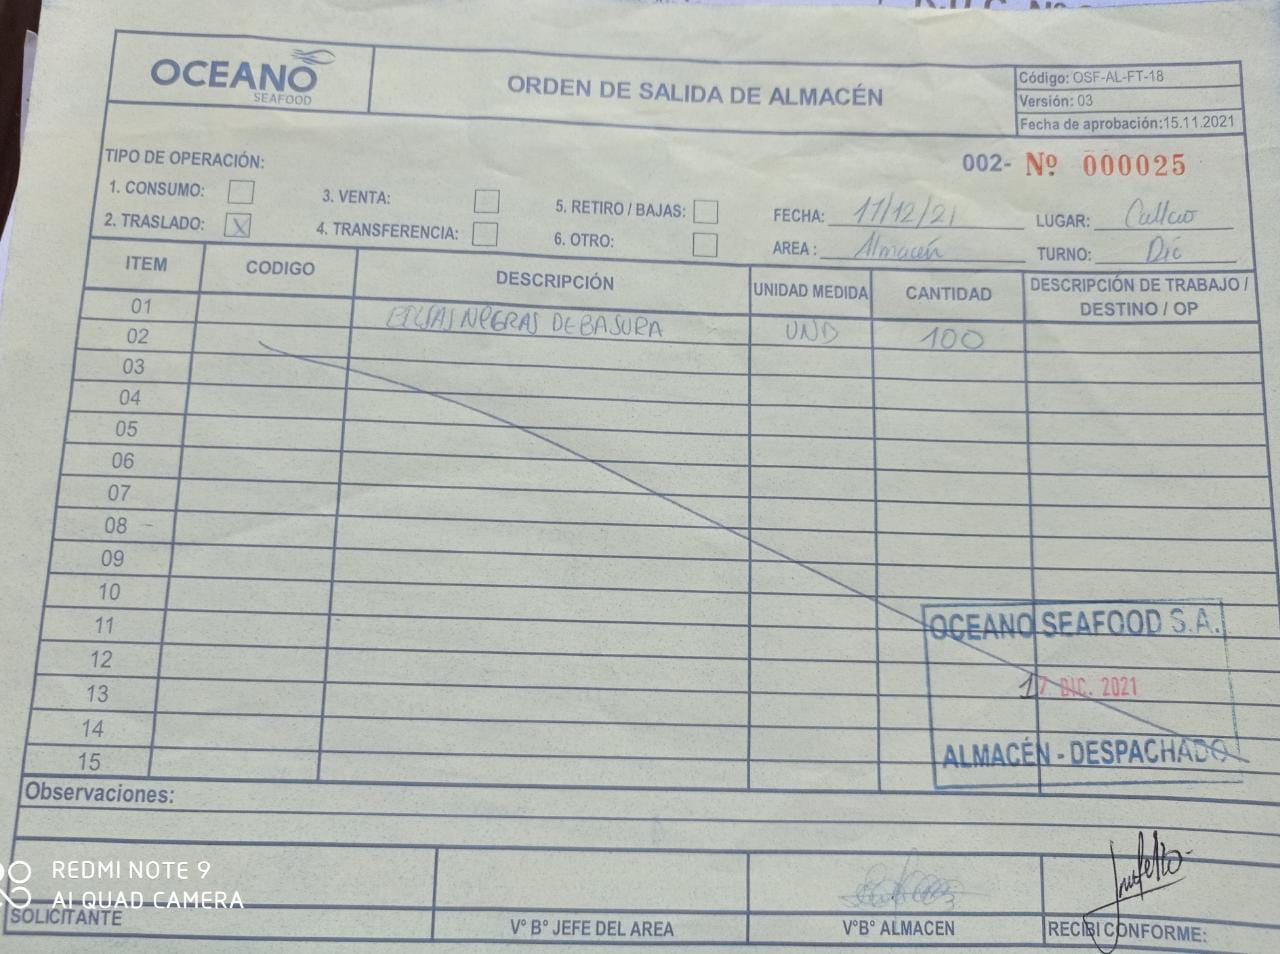 OCEANO
SEAFOOD
ORDEN DE SALIDA DE ALMACÉN
Código: OSF-AL-FT-18
Versión: 03
Fecha de aprobación:15.11.2021
TIPO DE OPERACIÓN:
002- Nº 000025
1. CONSUMO:
3. VENTA:
5. RETIRO / BAJAS:
FECHA: 17/12/21
LUGAR: Callao
2. TRASLADO: X
4. TRANSFERENCIA:
6. OTRO:
AREA: Almacén
TURNO: Día
ITEM CODIGO DESCRIPCIÓN UNIDAD MEDIDA CANTIDAD DESCRIPCIÓN DE TRABAJO /
DESTINO / OP
01 NEGRAS DE BASURA UND 100
02
03
04
05
06
07
08
09
10
11
12
13
14
15
OCEANO SEAFOOD S.A.
17 DIC. 2021
ALMACÉN - DESPACHADO
Observaciones:
REDMI NOTE 9
AI QUAD CAMERA
SOLICITANTE
Vº Bº JEFE DEL AREA
VºBº ALMACEN
RECIBI CONFORME: